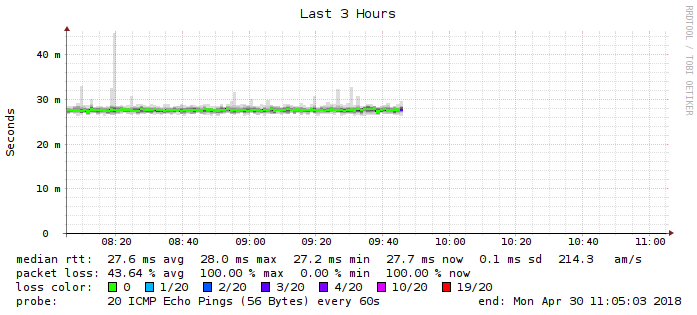 Last 3 Hours
RRDTOOL / TOBI OETIKER
Seconds
40 m
30 m
20 m
10 m
0
08:20 08:40 09:00 09:20 09:40 10:00 10:20 10:40 11:00
median rtt: 27.6 ms avg 28.0 ms max 27.2 ms min 27.7 ms now 0.1 ms sd 214.3 am/s
packet loss: 43.64 % avg 100.00 % max 0.00 % min 100.00 % now
loss color: 0 1/20 2/20 3/20 4/20 10/20 19/20
probe: 20 ICMP Echo Pings (56 Bytes) every 60s end: Mon Apr 30 11:05:03 2018